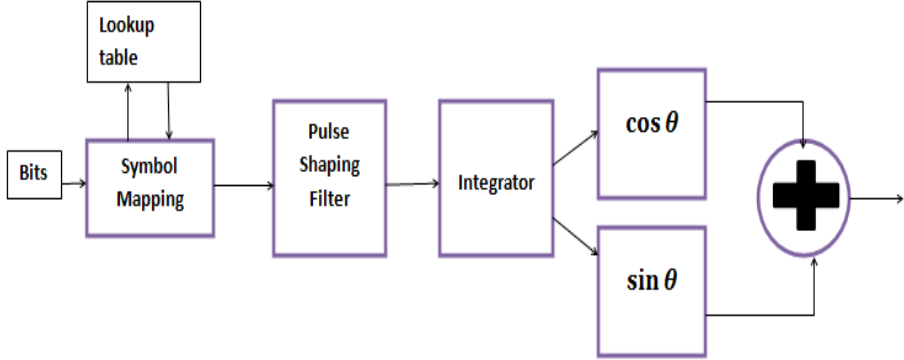 Lookup
table
Bits
Symbol
Mapping
Pulse
Shaping
Filter
Integrator
cos θ
sin θ